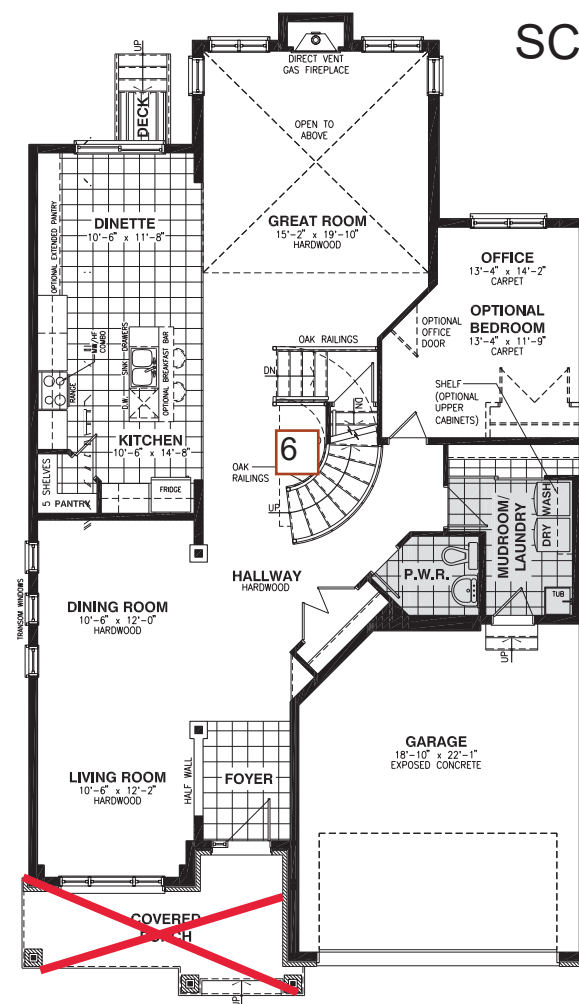 SC
UP
DECK
DIRECT VENT
GAS FIREPLACE
OPEN TO
ABOVE
DINETTE
10'-6" x 11'-8"
OPTIONAL EXTENDED PANTRY
GREAT ROOM
15'-2" x 19'-10"
HARDWOOD
OFFICE
13'-4" x 14'-2"
CARPET
OPTIONAL
BEDROOM
13'-4" x 11'-9"
CARPET
OPTIONAL
OFFICE
DOOR
OAK RAILINGS
MW/HF
COMBO
RANGE
DRAWERS
SINK
D.W.
OPTIONAL BREAKFAST BAR
DN
DN
SHELF
(OPTIONAL
UPPER
CABINETS)
KITCHEN
10'-6" x 14'-8"
6
OAK
RAILINGS
UP
5 SHELVES
PANTRY
FRIDGE
MUDROOM/
LAUNDRY
DRY WASH
TUB
P.W.R.
HALLWAY
HARDWOOD
UP
TRANSOM WINDOWS
DINING ROOM
10'-6" x 12'-0"
HARDWOOD
GARAGE
18'-10" x 22'-1"
EXPOSED CONCRETE
LIVING ROOM
10'-6" x 12'-2"
HARDWOOD
HALF WALL
FOYER
COVERED
PORCH
UP